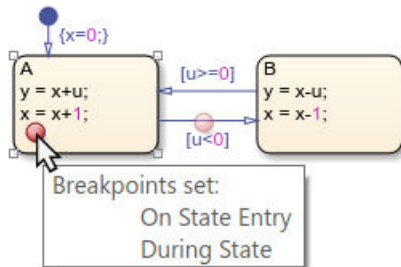 {x=0;}
A
y = x+u;
x = x+1;
[u>=0]
[u<0]
B
y = x-u;
x = x-1;
Breakpoints set:
On State Entry
During State